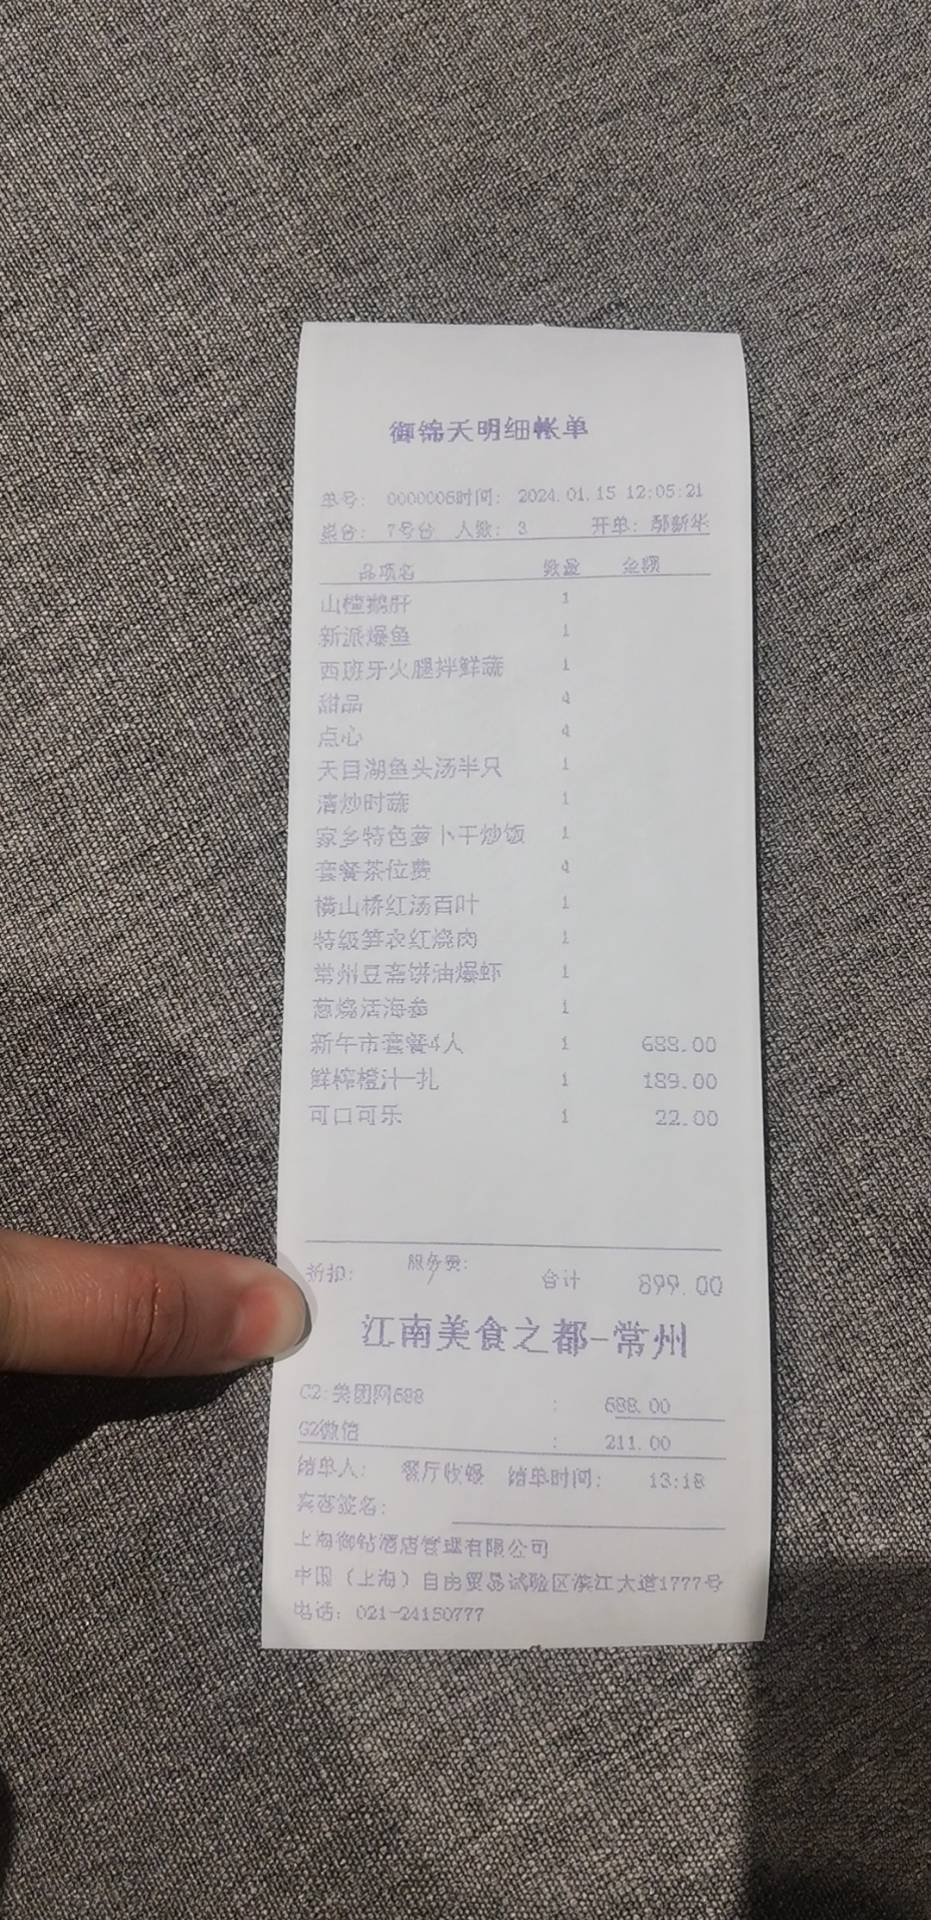 御锦天明细帐单
单号: 0000006时间: 2024.01.15 12:05:21
桌台: 7号台 人数: 3 开单: 郭新华
品项名 数量 金额
山楂鹅肝 1
新派爆鱼 1
西班牙火腿拌鲜蔬 1
甜品 4
点心 4
天目湖鱼头汤半只 1
清炒时蔬 1
家乡特色萝卜干炒饭 1
套餐茶位费 4
横山桥红汤百叶 1
特级笋衣红烧肉 1
常州豆斋饼油爆虾 1
葱烧活海参 1
新午市套餐4人 1 688.00
鲜榨橙汁一扎 1 189.00
可口可乐 1 22.00
折扣: 服务费: / 合计 899.00
江南美食之都-常州
C2:美团网688 : 688.00
G2微信 : 211.00
结单人: 餐厅收银 结单时间: 13:18
宾客签名:
上海御钻酒店管理有限公司
中国（上海）自由贸易试验区滨江大道1777号
电话: 021-24150777